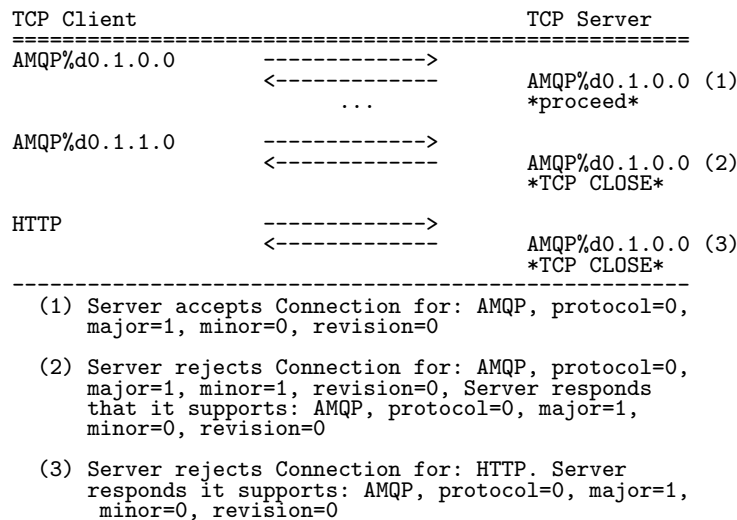 TCP Client                                   TCP Server
======================================================
AMQP%d0.1.0.0       ------------->
                    <-------------       AMQP%d0.1.0.0 (1)
                          ...            *proceed*
AMQP%d0.1.1.0       ------------->
                    <-------------       AMQP%d0.1.0.0 (2)
                                         *TCP CLOSE*
HTTP                ------------->
                    <-------------       AMQP%d0.1.0.0 (3)
                                         *TCP CLOSE*
------------------------------------------------------
(1) Server accepts Connection for: AMQP, protocol=0,
major=1, minor=0, revision=0
(2) Server rejects Connection for: AMQP, protocol=0,
major=1, minor=1, revision=0, Server responds
that it supports: AMQP, protocol=0, major=1,
minor=0, revision=0
(3) Server rejects Connection for: HTTP. Server
responds it supports: AMQP, protocol=0, major=1,
minor=0, revision=0